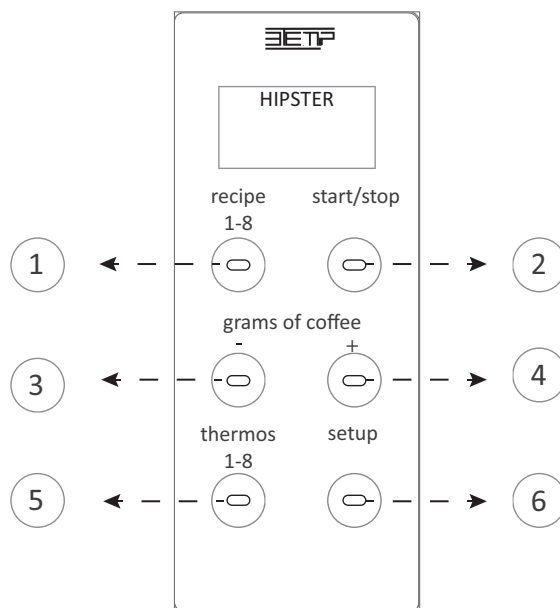 HIPSTER
recipe start/stop
1-8
1 2
grams of coffee
- +
3 4
thermos setup
1-8
5 6